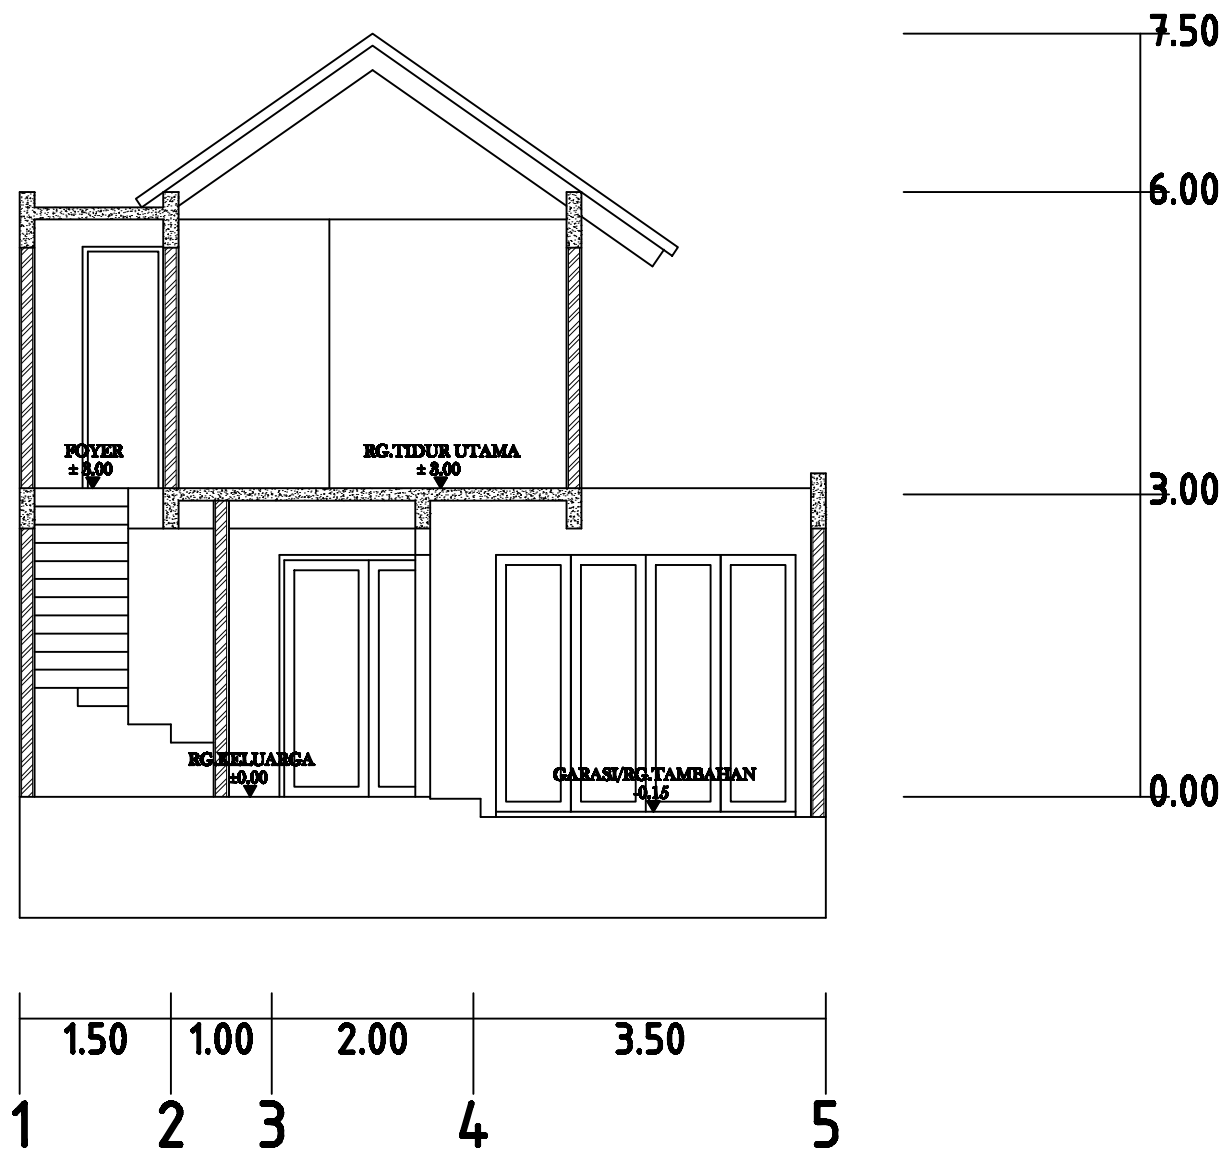 7.50
6.00
FOYER
± 3.00
RG.TIDUR UTAMA
± 3.00
3.00
RG.KELUARGA
±0.00
GARASI/RG.TAMBAHAN
-0.15
0.00
1.50 1.00 2.00 3.50
1 2 3 4 5